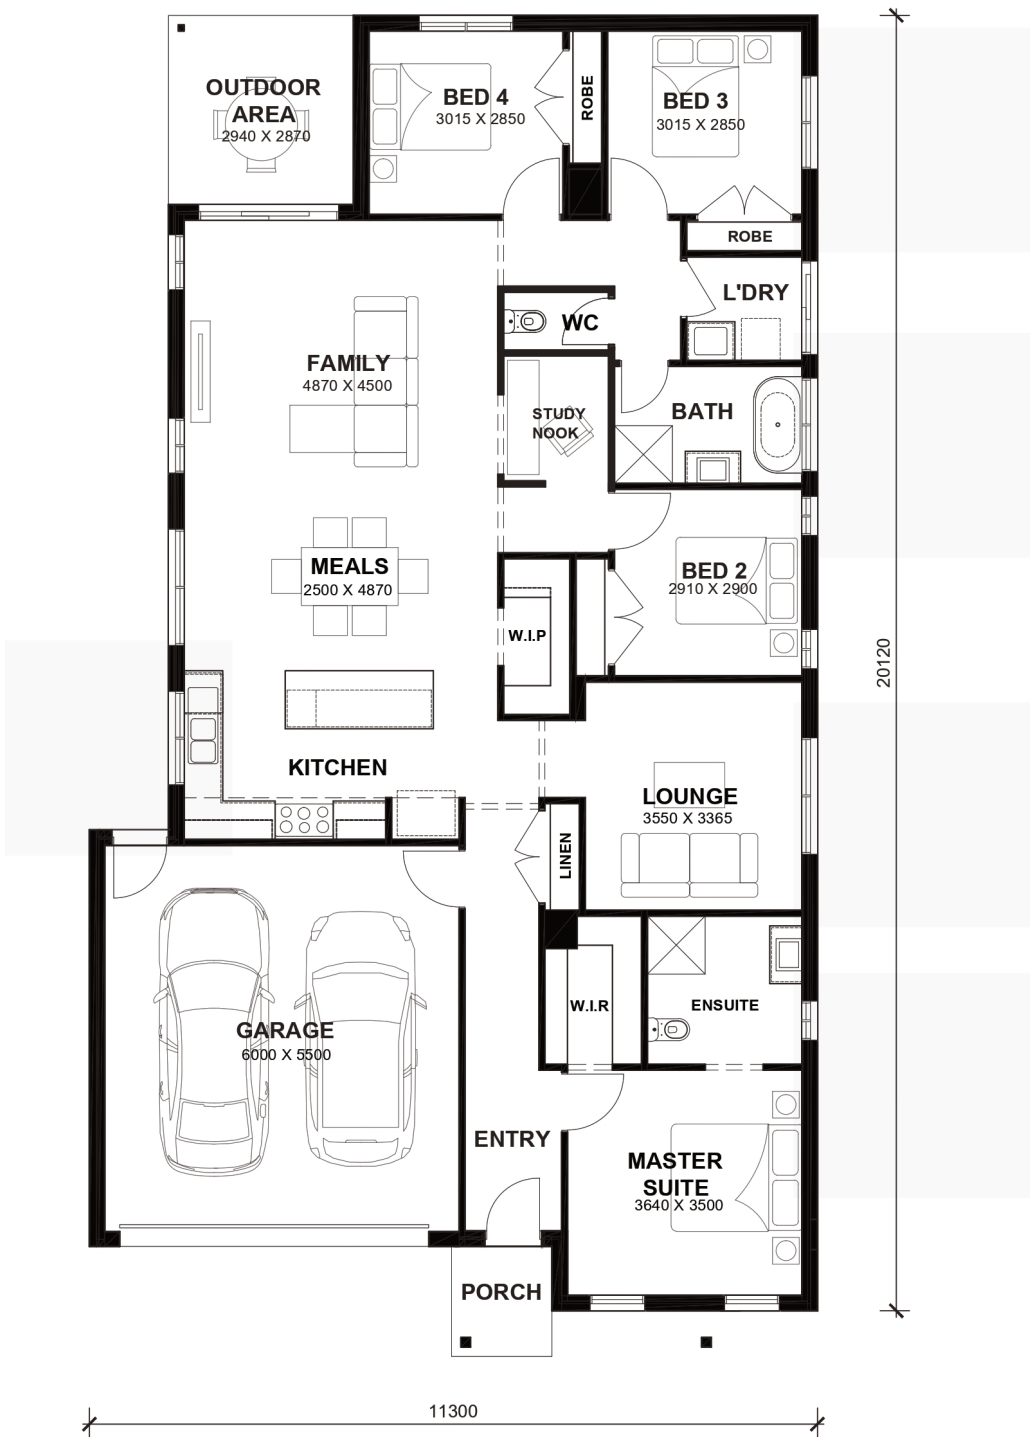 OUTDOOR
AREA
2940 X 2870
BED 4
3015 X 2850
ROBE
BED 3
3015 X 2850
ROBE
L'DRY
WC
FAMILY
4870 X 4500
STUDY
NOOK
BATH
MEALS
2500 X 4870
BED 2
2910 X 2900
W.I.P
20120
KITCHEN
LOUNGE
3550 X 3365
LINEN
W.I.R
ENSUITE
GARAGE
6000 X 5500
ENTRY
MASTER
SUITE
3640 X 3500
PORCH
11300